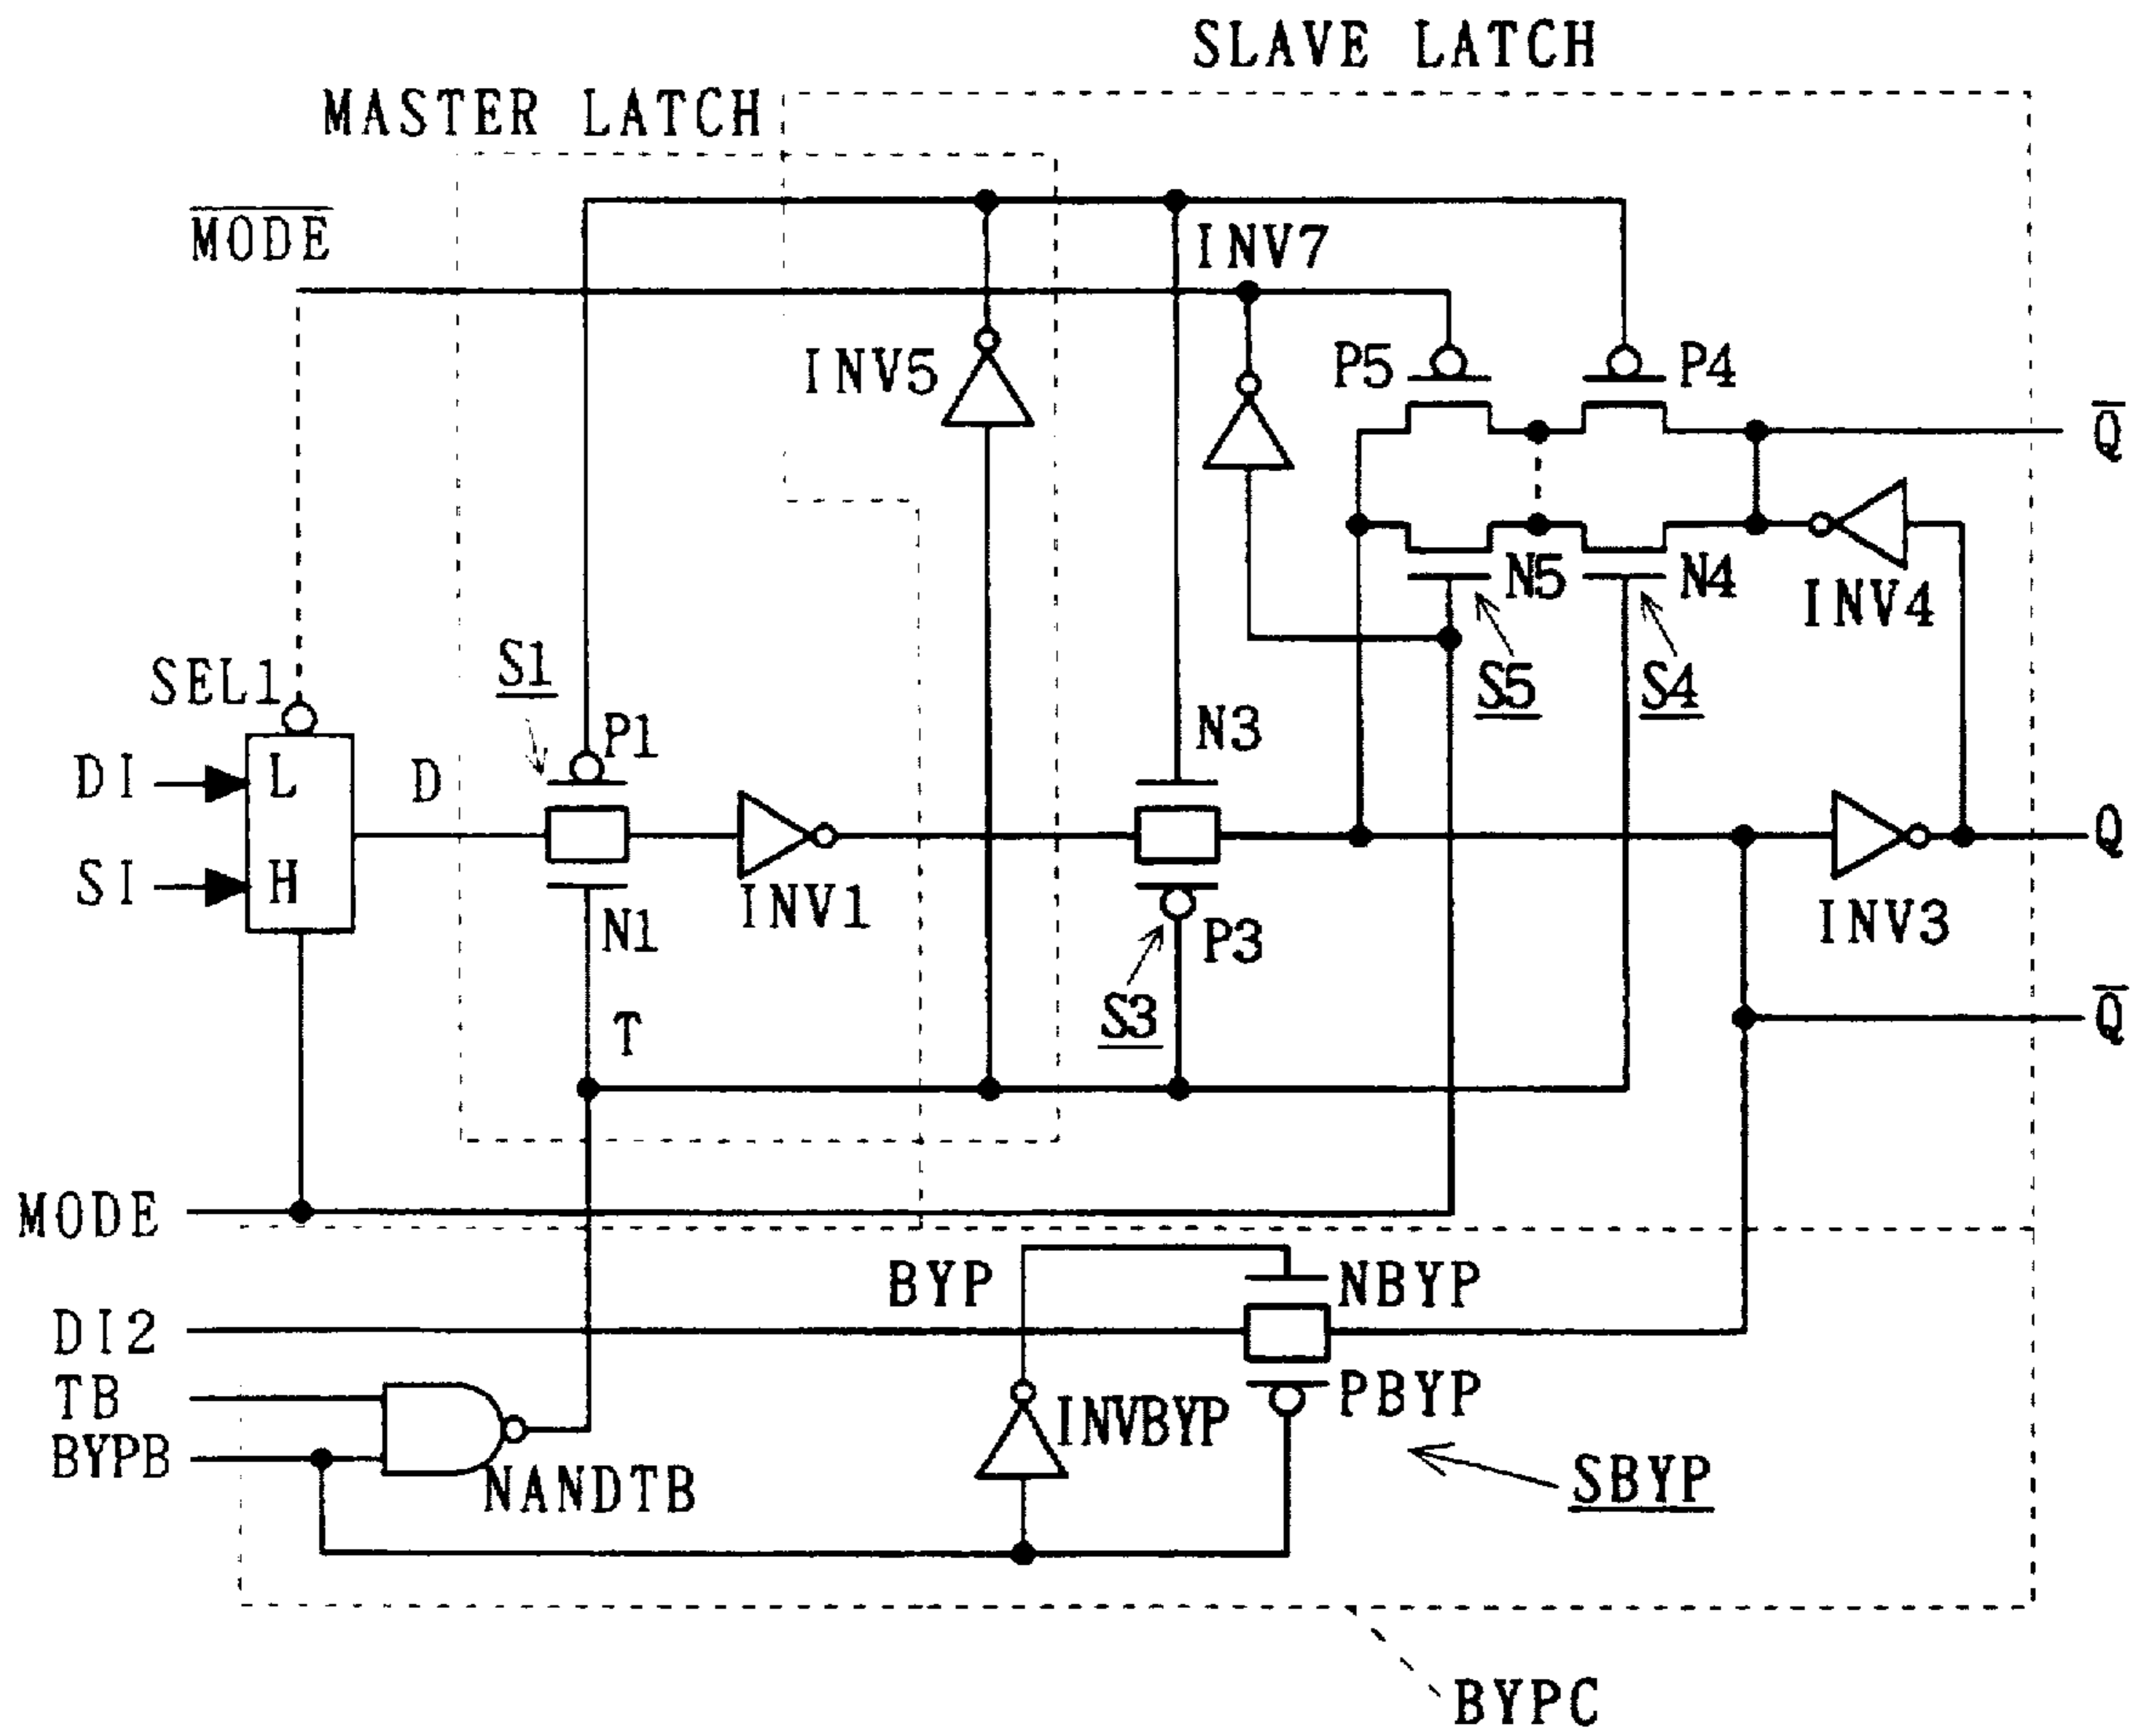 SLAVE LATCH
MASTER LATCH
M̅O̅D̅E̅
INV7
INV5
P5
P4
Q̅
N5
N4
INV4
S1
S5
S4
SEL1
P1
N3
DI
L
D
Q
SI
H
N1
INV1
P3
INV3
S3
Q̅
T
MODE
BYP
NBYP
DI2
TB
PBYP
INVBYP
BYPB
NANDTB
SBYP
BYPC